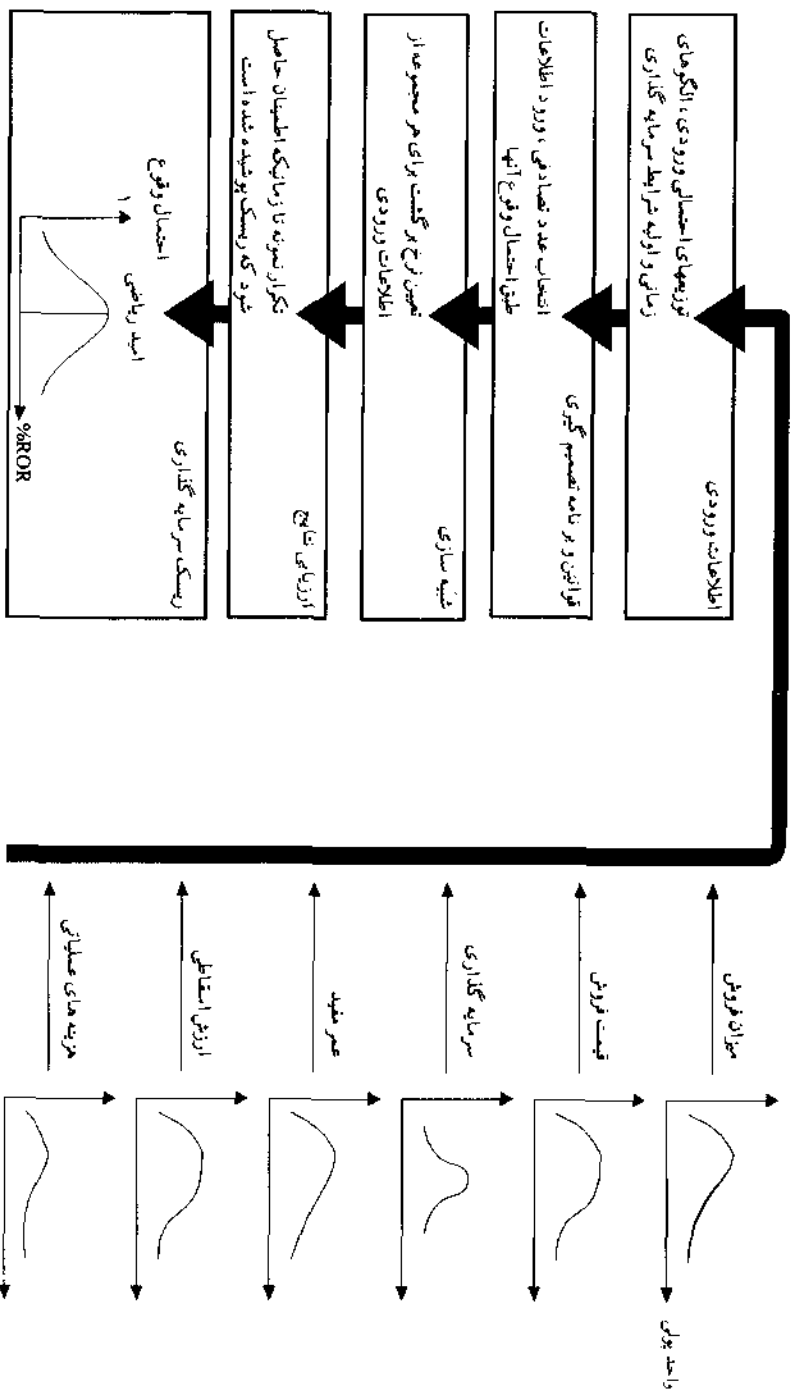 میزان فروش
قیمت فروش
سرمایه گذاری
عمر مفید
ارزش اسقاطی
هزینه های عملیاتی
واحد پولی
اطلاعات ورودی
توزیعهای احتمالی ورودی ، الگوهای
زمانی و اولیه شرایط سرمایه گذاری
قوانین و برنامه تصمیم گیری
انتخاب عدد تصادفی ، ورود اطلاعات
طبق احتمال وقوع آنها
شبیه سازی
تعیین نرخ برگشت برای هر مجموعه از
اطلاعات ورودی
ارزیابی نتایج
تکرار نمونه تا زمانیکه اطمینان حاصل
شود که ریسک پوشیده شده است
ریسک سرمایه گذاری
احتمال وقوع
۱
امید ریاضی
%ROR